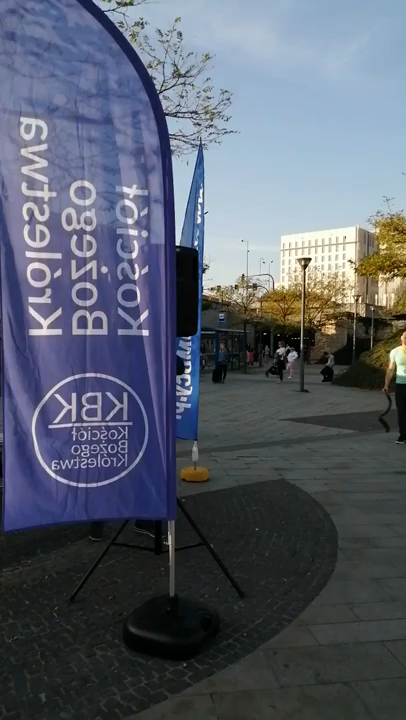 Kościół
Bożego
Królestwa
KBK
Kościół
Bożego
Królestwa